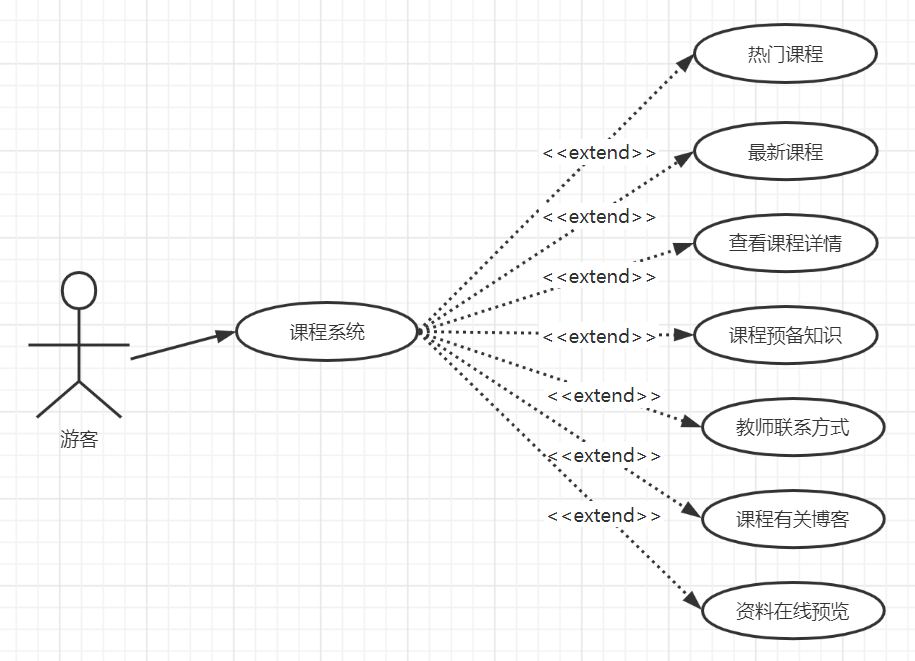 热门课程
<<extend>>
最新课程
<<extend>>
查看课程详情
<<extend>>
游客
课程系统
<<extend>>
课程预备知识
<<extend>>
教师联系方式
<<extend>>
课程有关博客
<<extend>>
资料在线预览